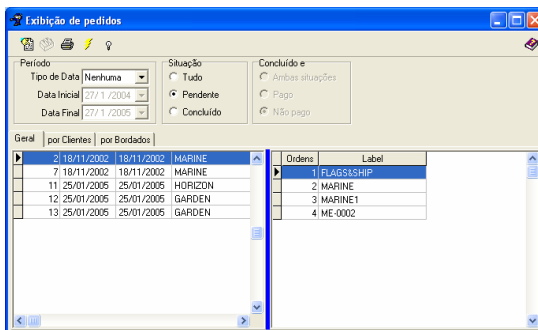 Exibição de pedidos
Período
Tipo de Data Nenhuma
Data Inicial 27/ 1 /2004
Data Final 27/ 1 /2005
Situação
Tudo
Pendente
Concluído
Concluído e
Ambas situações
Pago
Não pago
Geral por Clientes por Bordados
2 18/11/2002 18/11/2002 MARINE
7 18/11/2002 18/11/2002 MARINE
11 25/01/2005 25/01/2005 HORIZON
12 25/01/2005 25/01/2005 GARDEN
13 25/01/2005 25/01/2005 GARDEN
Ordens Label
1 FLAGS&SHIP
2 MARINE
3 MARINE1
4 ME-0002